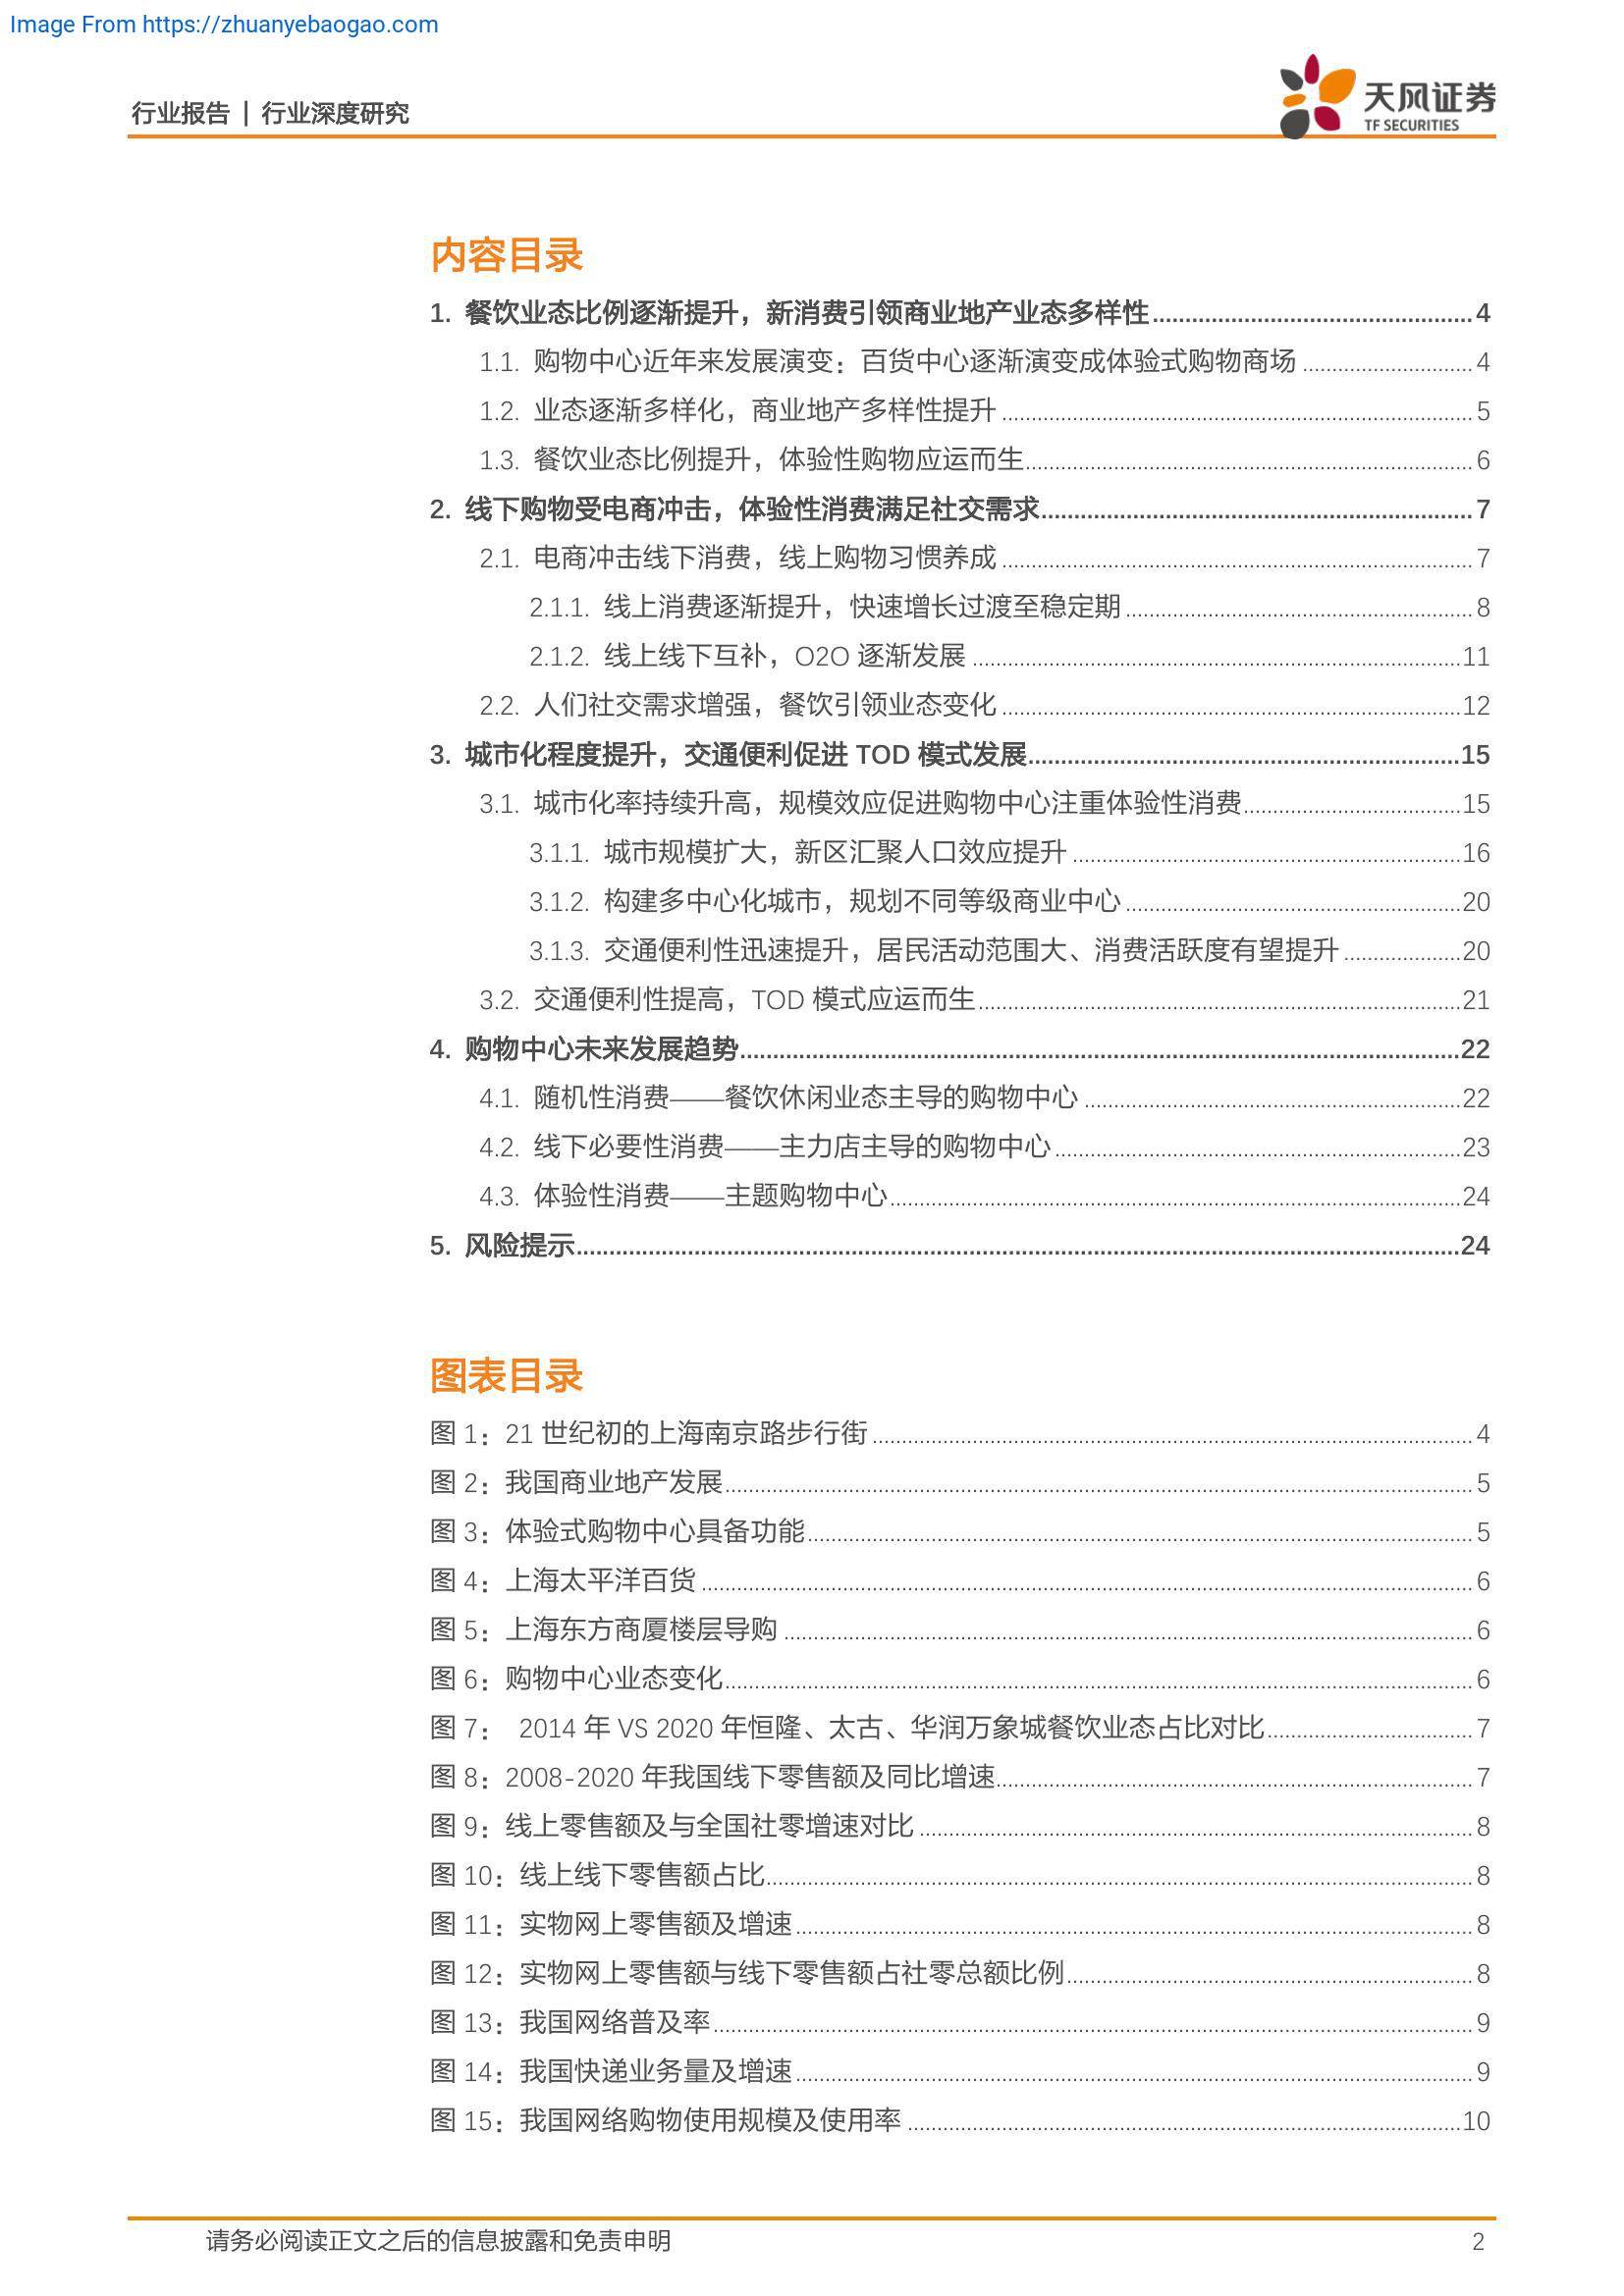 Image From https://zhuanyebaogao.com
行业报告 | 行业深度研究
天风证券
TF SECURITIES
内容目录
1. 餐饮业态比例逐渐提升，新消费引领商业地产业态多样性 4
1.1. 购物中心近年来发展演变：百货中心逐渐演变成体验式购物商场 4
1.2. 业态逐渐多样化，商业地产多样性提升 5
1.3. 餐饮业态比例提升，体验性购物应运而生 6
2. 线下购物受电商冲击，体验性消费满足社交需求 7
2.1. 电商冲击线下消费，线上购物习惯养成 7
2.1.1. 线上消费逐渐提升，快速增长过渡至稳定期 8
2.1.2. 线上线下互补，O2O 逐渐发展 11
2.2. 人们社交需求增强，餐饮引领业态变化 12
3. 城市化程度提升，交通便利促进 TOD 模式发展 15
3.1. 城市化率持续升高，规模效应促进购物中心注重体验性消费 15
3.1.1. 城市规模扩大，新区汇聚人口效应提升 16
3.1.2. 构建多中心化城市，规划不同等级商业中心 20
3.1.3. 交通便利性迅速提升，居民活动范围大、消费活跃度有望提升 20
3.2. 交通便利性提高，TOD 模式应运而生 21
4. 购物中心未来发展趋势 22
4.1. 随机性消费——餐饮休闲业态主导的购物中心 22
4.2. 线下必要性消费——主力店主导的购物中心 23
4.3. 体验性消费——主题购物中心 24
5. 风险提示 24
图表目录
图 1：21 世纪初的上海南京路步行街 4
图 2：我国商业地产发展 5
图 3：体验式购物中心具备功能 5
图 4：上海太平洋百货 6
图 5：上海东方商厦楼层导购 6
图 6：购物中心业态变化 6
图 7： 2014 年 VS 2020 年恒隆、太古、华润万象城餐饮业态占比对比 7
图 8：2008-2020 年我国线下零售额及同比增速 7
图 9：线上零售额及与全国社零增速对比 8
图 10：线上线下零售额占比 8
图 11：实物网上零售额及增速 8
图 12：实物网上零售额与线下零售额占社零总额比例 8
图 13：我国网络普及率 9
图 14：我国快递业务量及增速 9
图 15：我国网络购物使用规模及使用率 10
请务必阅读正文之后的信息披露和免责申明 2